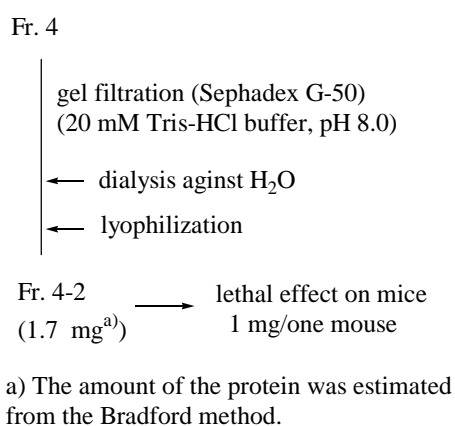 Fr. 4
gel filtration (Sephadex G-50)
(20 mM Tris-HCl buffer, pH 8.0)
dialysis aginst H₂O
lyophilization
Fr. 4-2
(1.7 mgᵃ⁾)
lethal effect on mice
1 mg/one mouse
a) The amount of the protein was estimated
from the Bradford method.